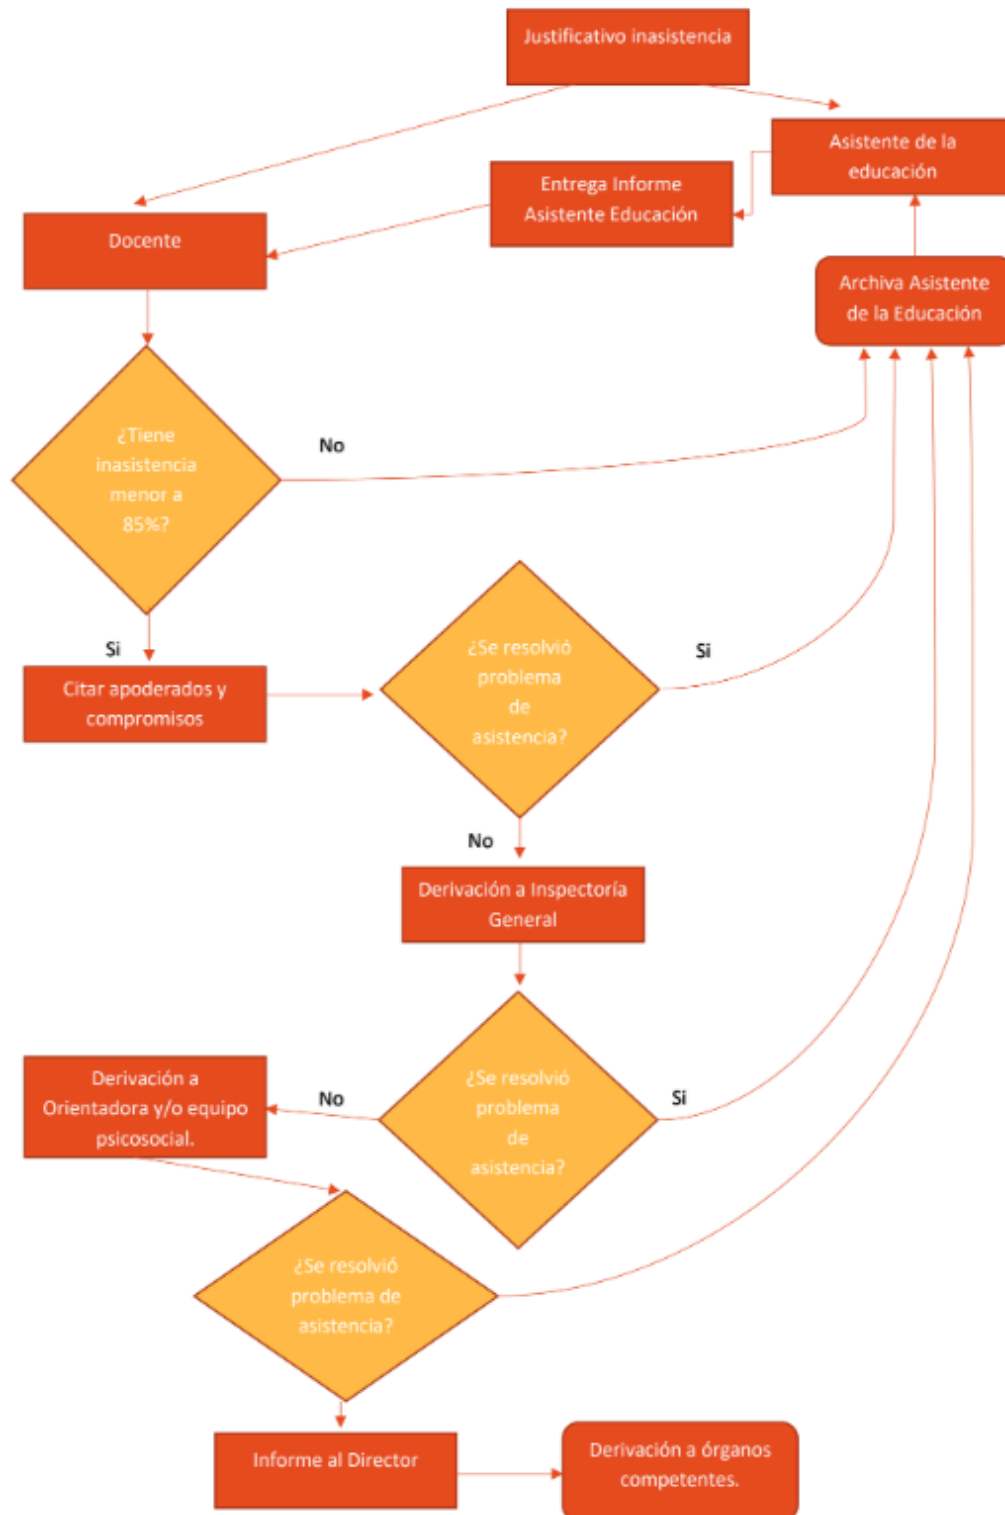 Justificativo inasistencia
Asistente de la
educación
Entrega Informe
Asistente Educación
Docente
Archiva Asistente
de la Educación
¿Tiene
inasistencia
menor a
85%?
No
Si
Citar apoderados y
compromisos
¿Se resolvió
problema
de
asistencia?
Si
No
Derivación a Inspectoría
General
¿Se resolvió
problema
de
asistencia?
Si
No
Derivación a
Orientadora y/o equipo
psicosocial.
¿Se resolvió
problema de
asistencia?
Informe al Director
Derivación a órganos
competentes.